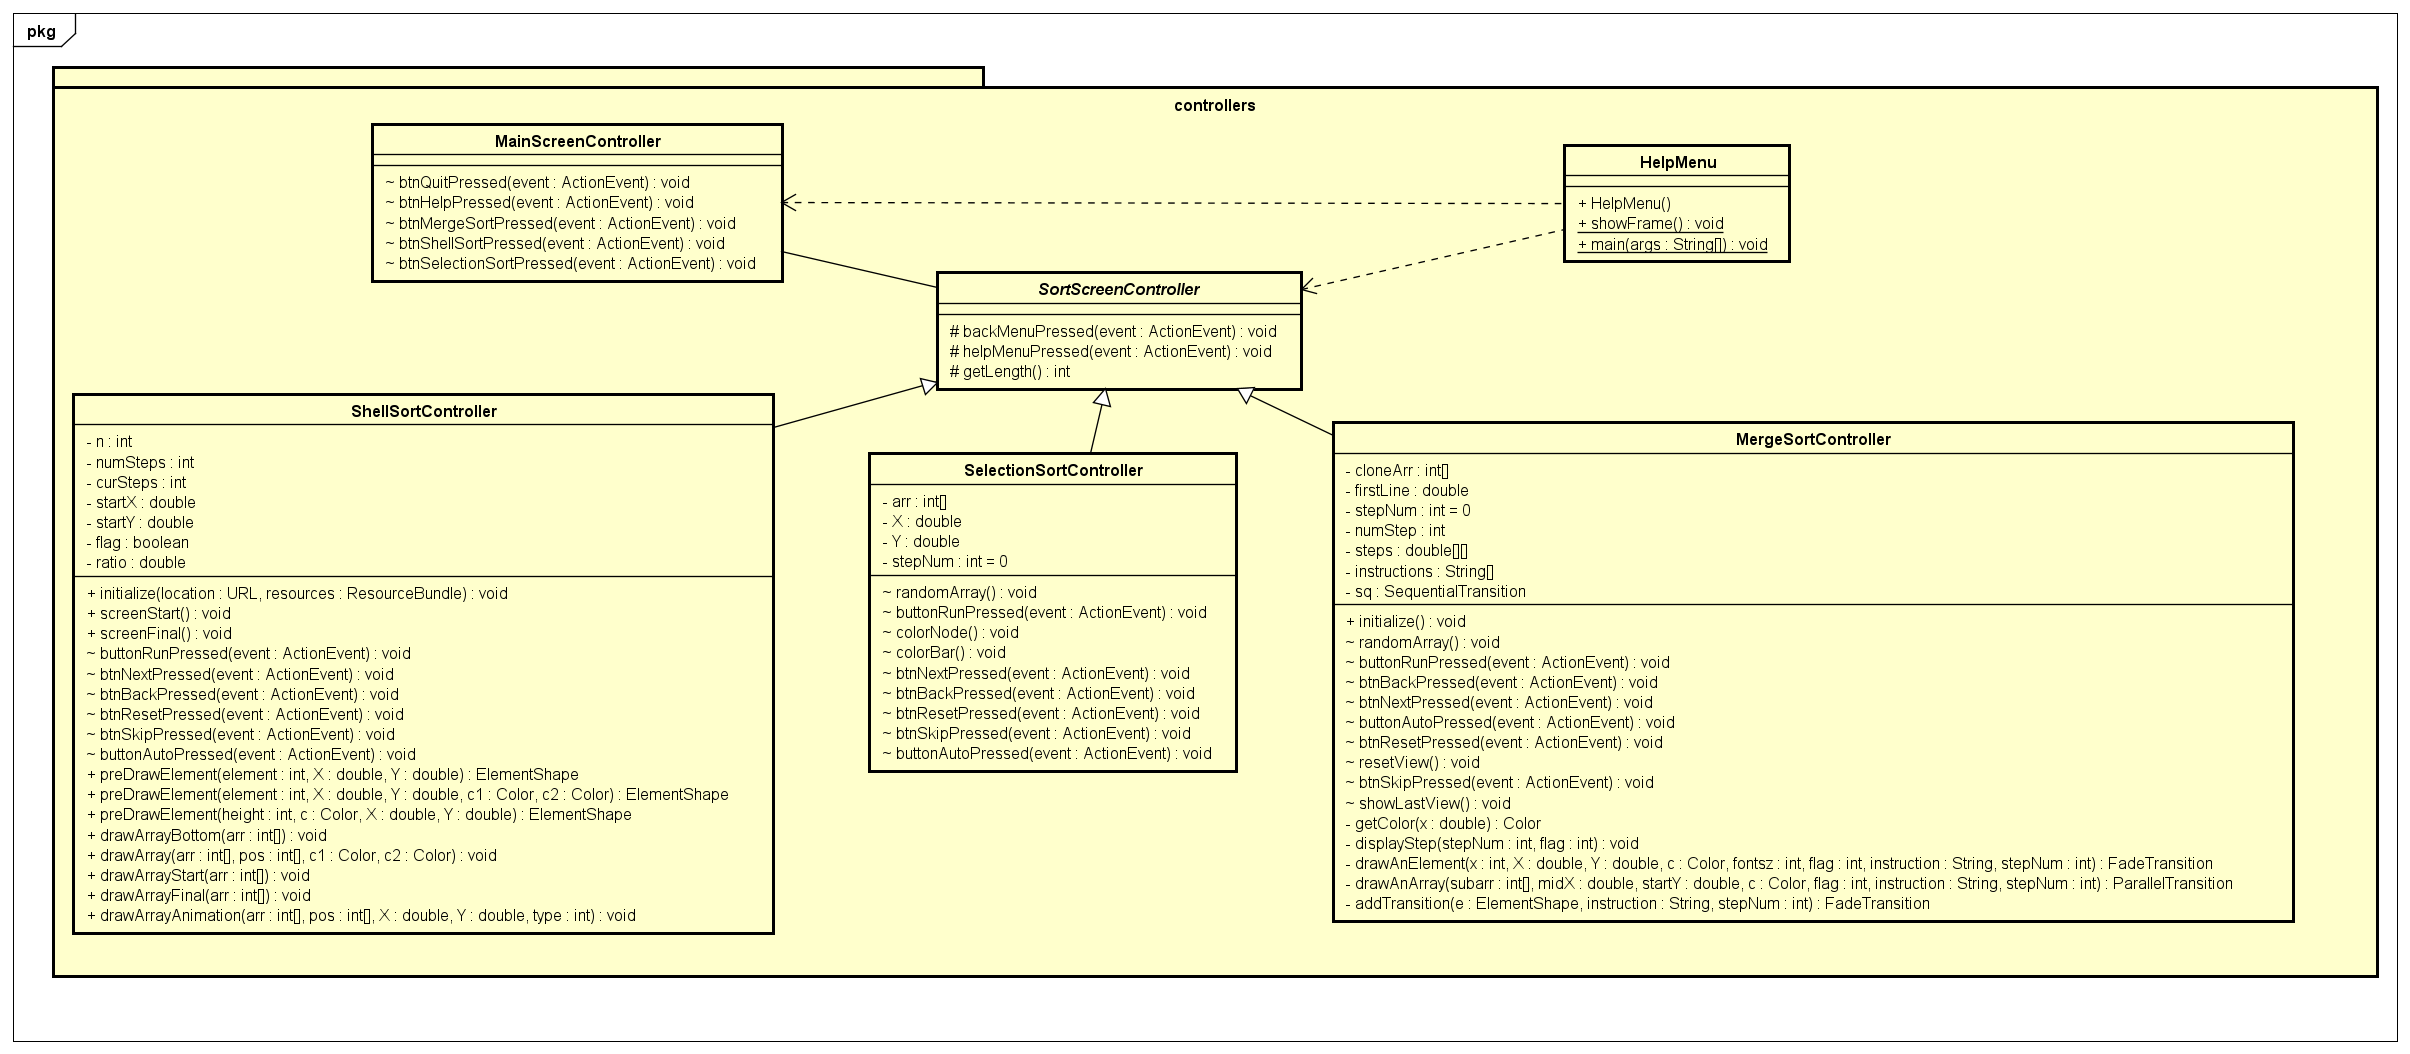 pkg
controllers
MainScreenController
~ btnQuitPressed(event : ActionEvent) : void
~ btnHelpPressed(event : ActionEvent) : void
~ btnMergeSortPressed(event : ActionEvent) : void
~ btnShellSortPressed(event : ActionEvent) : void
~ btnSelectionSortPressed(event : ActionEvent) : void
HelpMenu
+ HelpMenu()
+ showFrame() : void
+ main(args : String[]) : void
SortScreenController
# backMenuPressed(event : ActionEvent) : void
# helpMenuPressed(event : ActionEvent) : void
# getLength() : int
ShellSortController
- n : int
- numSteps : int
- curSteps : int
- startX : double
- startY : double
- flag : boolean
- ratio : double
+ initialize(location : URL, resources : ResourceBundle) : void
+ screenStart() : void
+ screenFinal() : void
~ buttonRunPressed(event : ActionEvent) : void
~ btnNextPressed(event : ActionEvent) : void
~ btnBackPressed(event : ActionEvent) : void
~ btnResetPressed(event : ActionEvent) : void
~ btnSkipPressed(event : ActionEvent) : void
~ buttonAutoPressed(event : ActionEvent) : void
+ preDrawElement(element : int, X : double, Y : double) : ElementShape
+ preDrawElement(element : int, X : double, Y : double, c1 : Color, c2 : Color) : ElementShape
+ preDrawElement(height : int, c : Color, X : double, Y : double) : ElementShape
+ drawArrayBottom(arr : int[]) : void
+ drawArray(arr : int[], pos : int[], c1 : Color, c2 : Color) : void
+ drawArrayStart(arr : int[]) : void
+ drawArrayFinal(arr : int[]) : void
+ drawArrayAnimation(arr : int[], pos : int[], X : double, Y : double, type : int) : void
SelectionSortController
- arr : int[]
- X : double
- Y : double
- stepNum : int = 0
~ randomArray() : void
~ buttonRunPressed(event : ActionEvent) : void
~ colorNode() : void
~ colorBar() : void
~ btnNextPressed(event : ActionEvent) : void
~ btnBackPressed(event : ActionEvent) : void
~ btnResetPressed(event : ActionEvent) : void
~ btnSkipPressed(event : ActionEvent) : void
~ buttonAutoPressed(event : ActionEvent) : void
MergeSortController
- cloneArr : int[]
- firstLine : double
- stepNum : int = 0
- numStep : int
- steps : double[][]
- instructions : String[]
- sq : SequentialTransition
+ initialize() : void
~ randomArray() : void
~ buttonRunPressed(event : ActionEvent) : void
~ btnBackPressed(event : ActionEvent) : void
~ btnNextPressed(event : ActionEvent) : void
~ buttonAutoPressed(event : ActionEvent) : void
~ btnResetPressed(event : ActionEvent) : void
~ resetView() : void
~ btnSkipPressed(event : ActionEvent) : void
~ showLastView() : void
- getColor(x : double) : Color
- displayStep(stepNum : int, flag : int) : void
- drawAnElement(x : int, X : double, Y : double, c : Color, fontsz : int, flag : int, instruction : String, stepNum : int) : FadeTransition
- drawAnArray(subarr : int[], midX : double, startY : double, c : Color, flag : int, instruction : String, stepNum : int) : ParallelTransition
- addTransition(e : ElementShape, instruction : String, stepNum : int) : FadeTransition